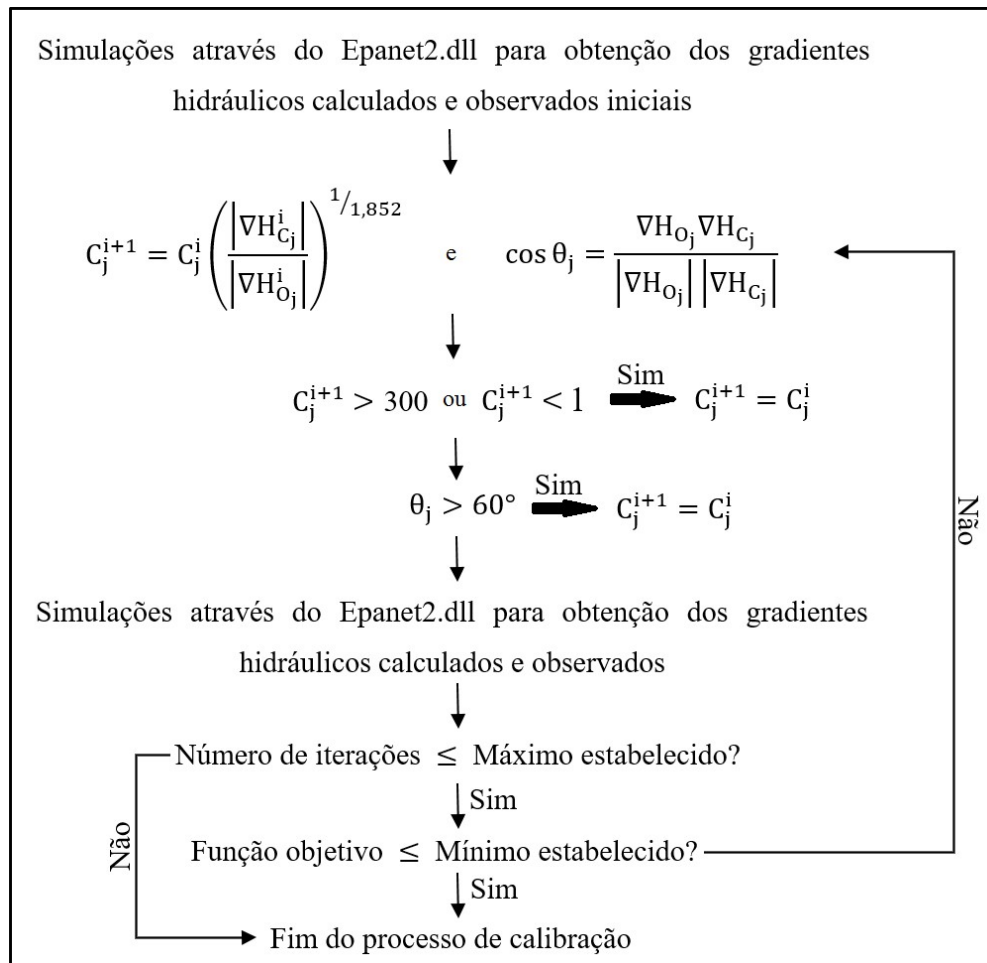 Simulações através do Epanet2.dll para obtenção dos gradientes
hidráulicos calculados e observados iniciais
C_j^{i+1} = C_j^i (|∇H_{C_j}^i| / |∇H_{O_j}^i|)^{1/1,852} e cos θ_j = ∇H_{O_j} ∇H_{C_j} / |∇H_{O_j}| |∇H_{C_j}|
C_j^{i+1} > 300 ou C_j^{i+1} < 1 Sim C_j^{i+1} = C_j^i
θ_j > 60° Sim C_j^{i+1} = C_j^i
Não
Simulações através do Epanet2.dll para obtenção dos gradientes
hidráulicos calculados e observados
Número de iterações ≤ Máximo estabelecido?
Sim
Não
Função objetivo ≤ Mínimo estabelecido?
Sim
Fim do processo de calibração